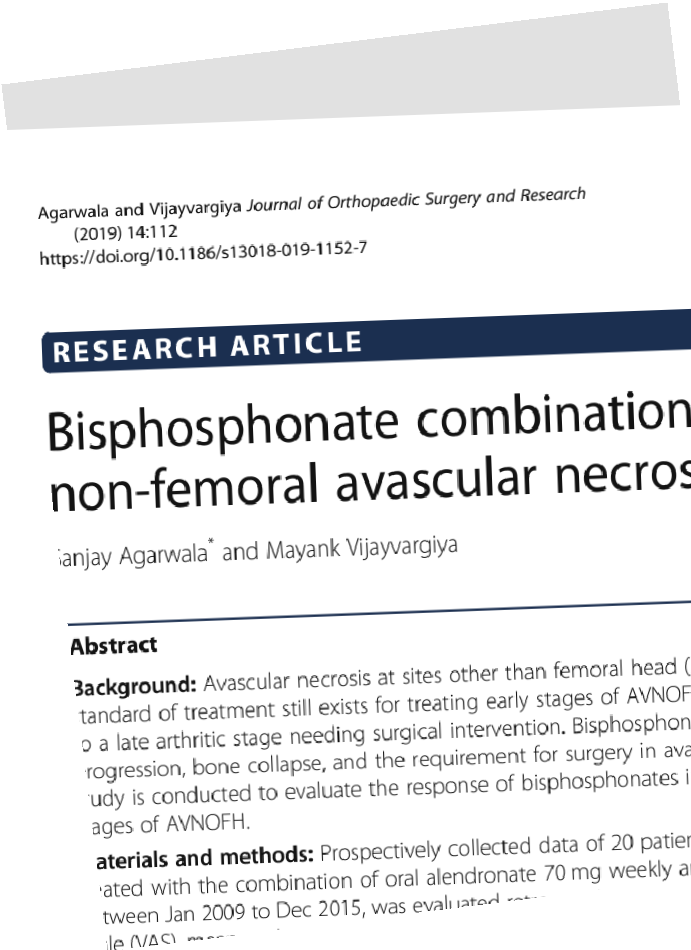 Agarwala and Vijayvargiya Journal of Orthopaedic Surgery and Research
(2019) 14:112
https://doi.org/10.1186/s13018-019-1152-7
RESEARCH ARTICLE
Bisphosphonate combination
non-femoral avascular necros
Sanjay Agarwala* and Mayank Vijayvargiya
Abstract
Background: Avascular necrosis at sites other than femoral head (
tandard of treatment still exists for treating early stages of AVNOF
o a late arthritic stage needing surgical intervention. Bisphosphon
rogression, bone collapse, and the requirement for surgery in ava
udy is conducted to evaluate the response of bisphosphonates i
ages of AVNOFH.
aterials and methods: Prospectively collected data of 20 patien
ated with the combination of oral alendronate 70 mg weekly a
tween Jan 2009 to Dec 2015, was evaluated
le (VAS),